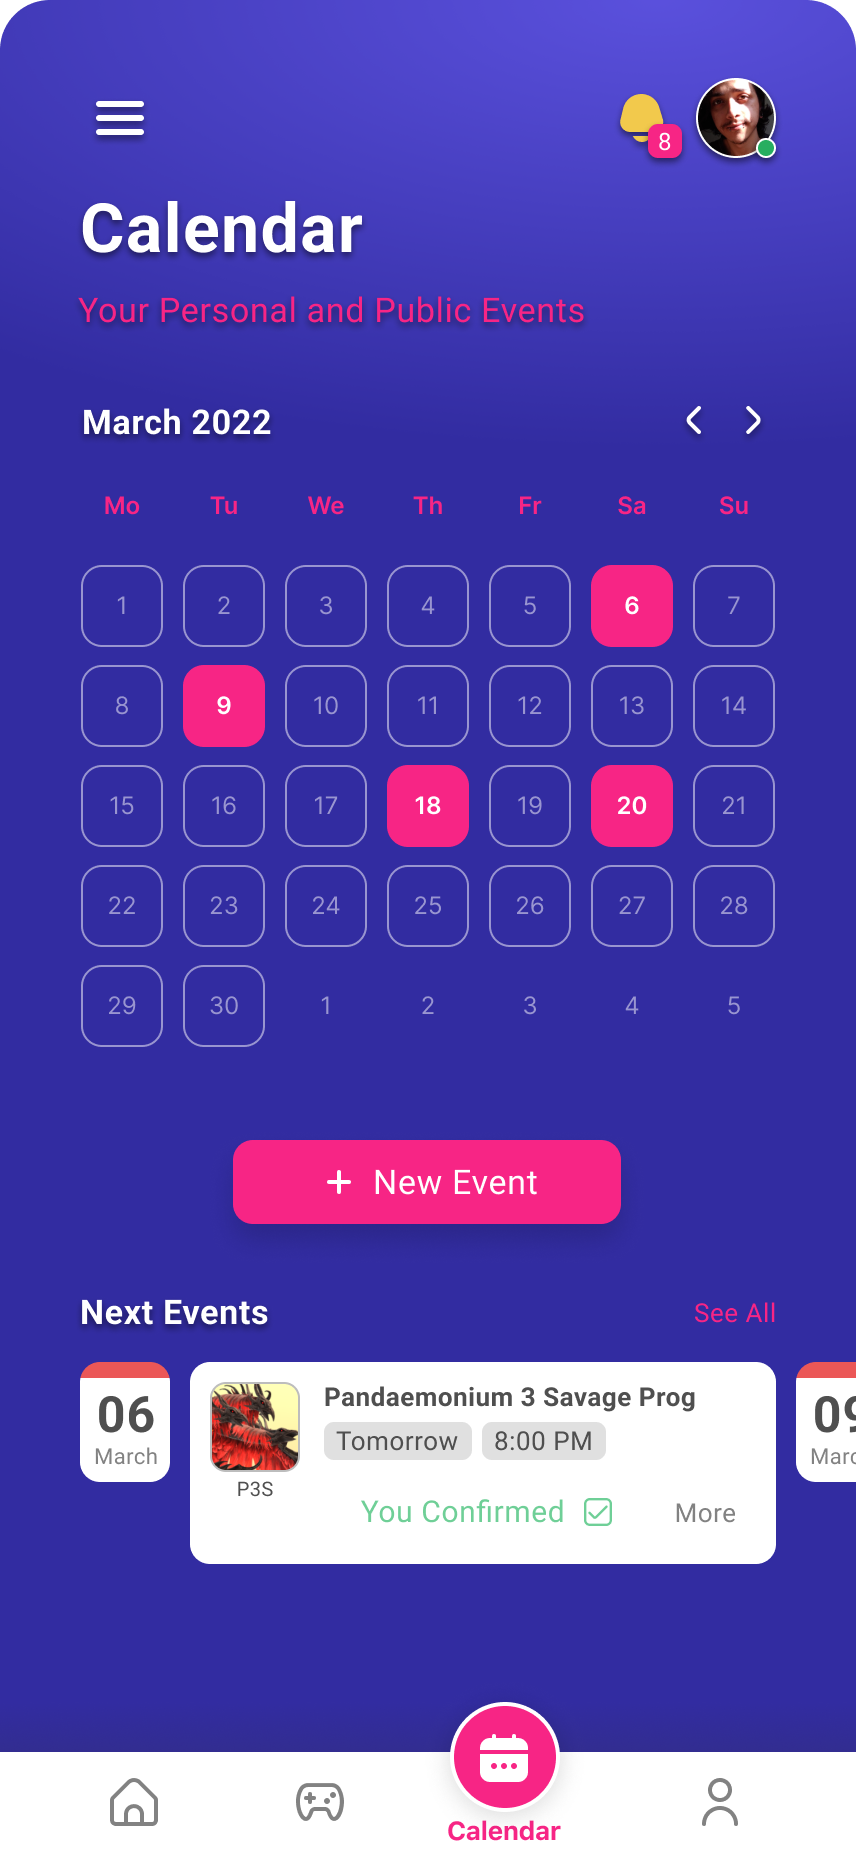 8
Calendar
Your Personal and Public Events
March 2022
Mo Tu We Th Fr Sa Su
1 2 3 4 5 6 7
8 9 10 11 12 13 14
15 16 17 18 19 20 21
22 23 24 25 26 27 28
29 30 1 2 3 4 5
+ New Event
Next Events See All
06
March
Pandaemonium 3 Savage Prog
Tomorrow 8:00 PM
P3S
You Confirmed More
09
Marc
Calendar